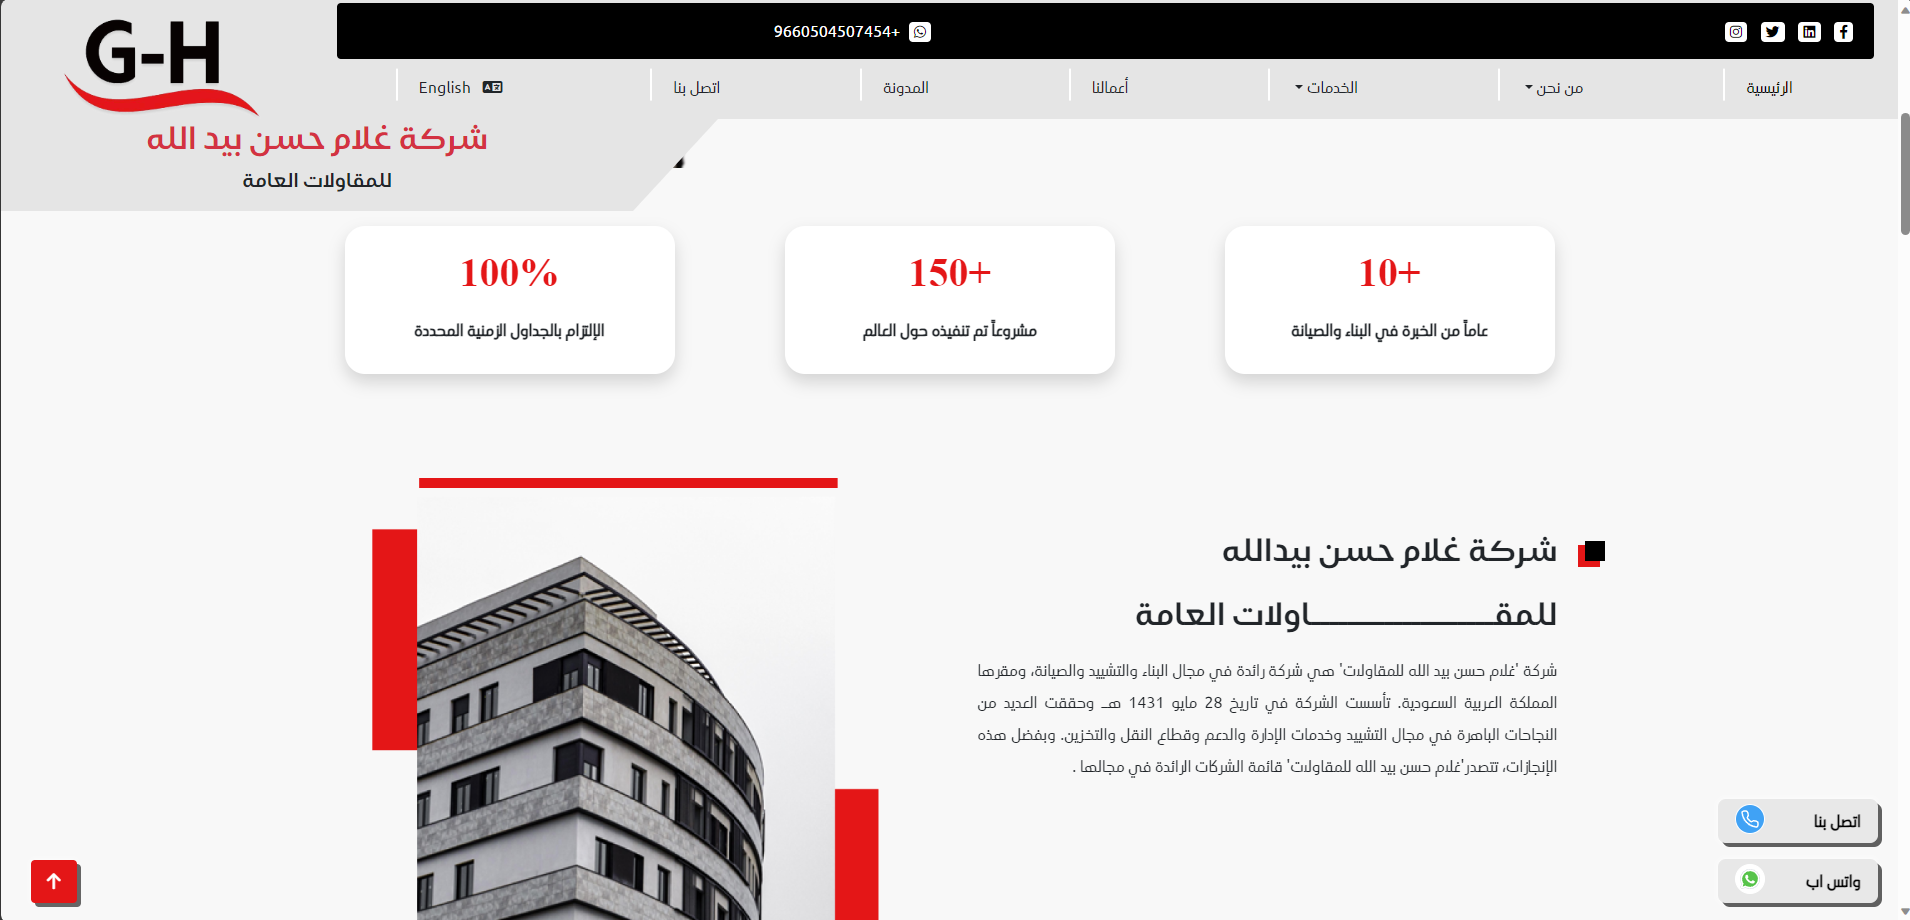 G-H
شركة غلام حسن بيد الله
للمقاولات العامة
9660504507454+
الرئيسية
من نحن
الخدمات
أعمالنا
المدونة
اتصل بنا
English
10+
عاماً من الخبرة في البناء والصيانة
150+
مشروعاً تم تنفيذه حول العالم
100%
الإلتزام بالجداول الزمنية المحددة
شركة غلام حسن بيدالله
للمقـــــــــــــــــاولات العامة
شركة 'غلام حسن بيد الله للمقاولات' هي شركة رائدة في مجال البناء والتشييد والصيانة، ومقرها
المملكة العربية السعودية. تأسست الشركة في تاريخ 28 مايو 1431 هـ وحققت العديد من
النجاحات الباهرة في مجال التشييد وخدمات الإدارة والدعم وقطاع النقل والتخزين. وبفضل هذه
الإنجازات، تتصدر'غلام حسن بيد الله للمقاولات' قائمة الشركات الرائدة في مجالها .
اتصل بنا
واتس اب